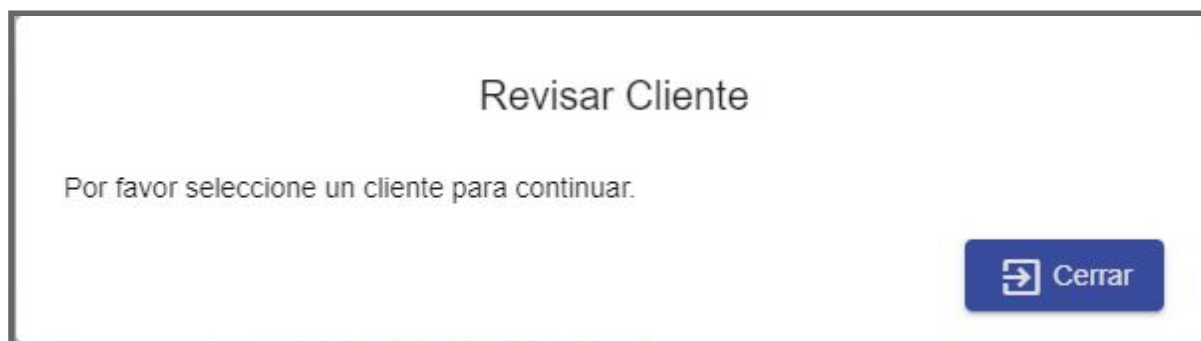 Revisar Cliente
Por favor seleccione un cliente para continuar.
Cerrar